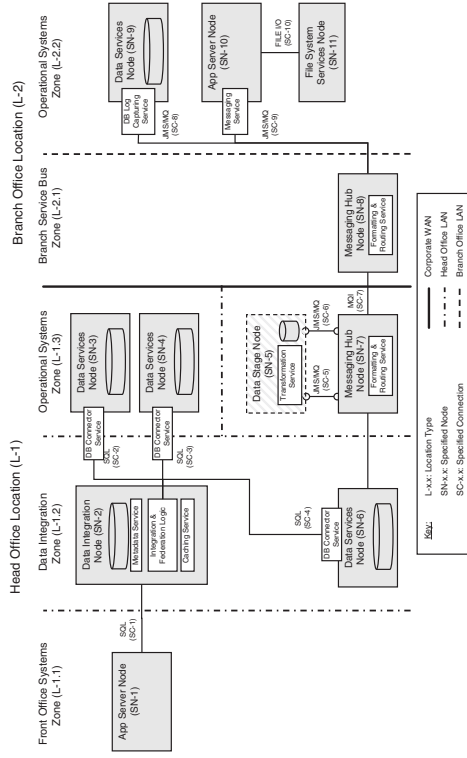 Head Office Location (L-1)
Branch Office Location (L-2)
Front Office Systems
Zone (L-1.1)
Data Integration
Zone (L-1.2)
Operational Systems
Zone (L-1.3)
Branch Service Bus
Zone (L-2.1)
Operational Systems
Zone (L-2.2)
App Server Node
(SN-1)
SQL
(SC-1)
Data Integration
Node (SN-2)
Metadata Service
Integration &
Federation Logic
Caching Service
SQL
(SC-2)
DB Connector
Service
Data Services
Node (SN-3)
SQL
(SC-3)
DB Connector
Service
Data Services
Node (SN-4)
SQL
(SC-4)
DB Connector
Service
Data Services
Node (SN-6)
Data Stage Node
(SN-5)
Transformation
Service
JMS/MQ
(SC-5)
JMS/MQ
(SC-6)
Messaging Hub
Node (SN-7)
Formatting &
Routing Service
MQI
(SC-7)
Messaging Hub
Node (SN-8)
Formatting &
Routing Service
Data Services
Node (SN-9)
DB Log
Capturing
Service
JMS/MQ
(SC-8)
App Server Node
(SN-10)
Messaging
Service
JMS/MQ
(SC-9)
FILE I/O
(SC-10)
File System
Services Node
(SN-11)
Key:
L-x.x: Location Type
SN-x.x: Specified Node
SC-x.x: Specified Connection
Corporate WAN
Head Office LAN
Branch Office LAN